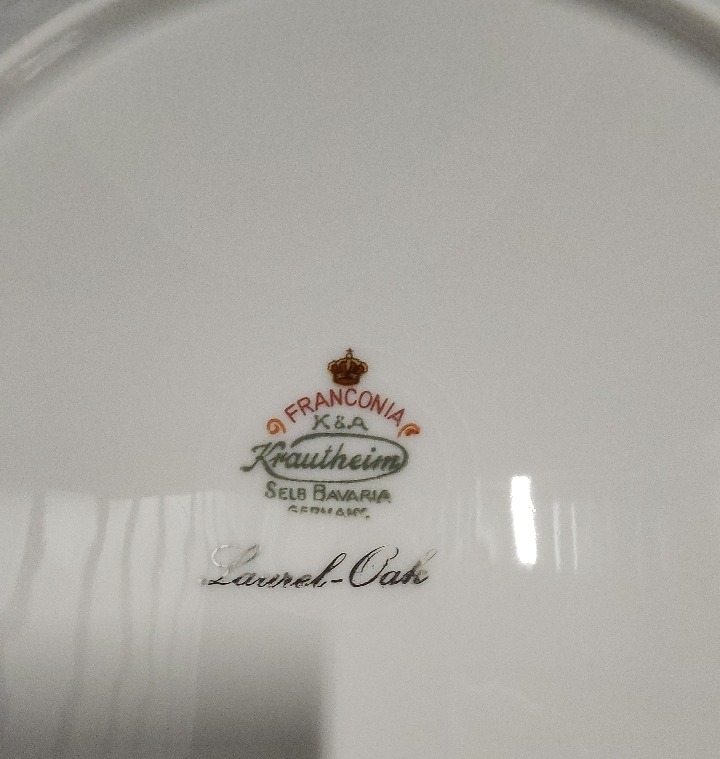 FRANCONIA
K&A
Krautheim
SELB BAVARIA
GERMANY.
Laurel-Oak